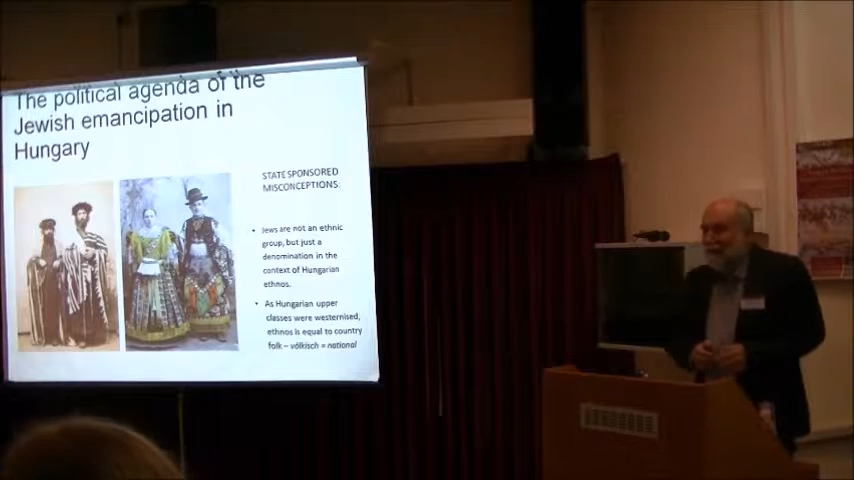 The political agenda of the
Jewish emancipation in
Hungary
STATE SPONSORED
MISCONCEPTIONS:
• Jews are not an ethnic
group, but just a
denomination in the
context of Hungarian
ethnos.
• As Hungarian upper
classes were westernised,
ethnos is equal to country
folk – völkisch = national